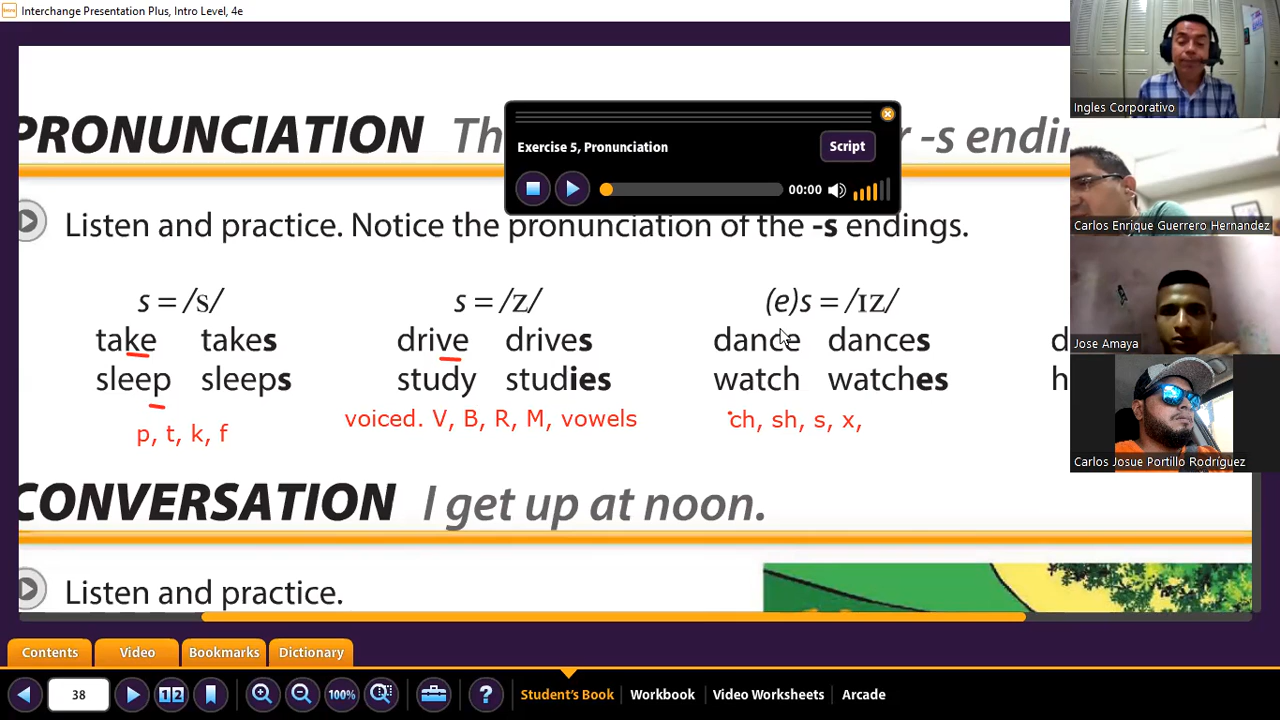 Interchange Presentation Plus, Intro Level, 4e
PRONUNCIATION Th r -s endi
Exercise 5, Pronunciation
Script
00:00
Listen and practice. Notice the pronunciation of the -s endings.
s = /s/ s = /z/ (e)s = /ɪz/
take takes drive drives dance dances d
sleep sleeps study studies watch watches h
p, t, k, f voiced. V, B, R, M, vowels ch, sh, s, x,
CONVERSATION I get up at noon.
Listen and practice.
Ingles Corporativo
Carlos Enrique Guerrero Hernandez
Jose Amaya
Carlos Josue Portillo Rodríguez
Contents Video Bookmarks Dictionary
38 12 100% ? Student's Book Workbook Video Worksheets Arcade